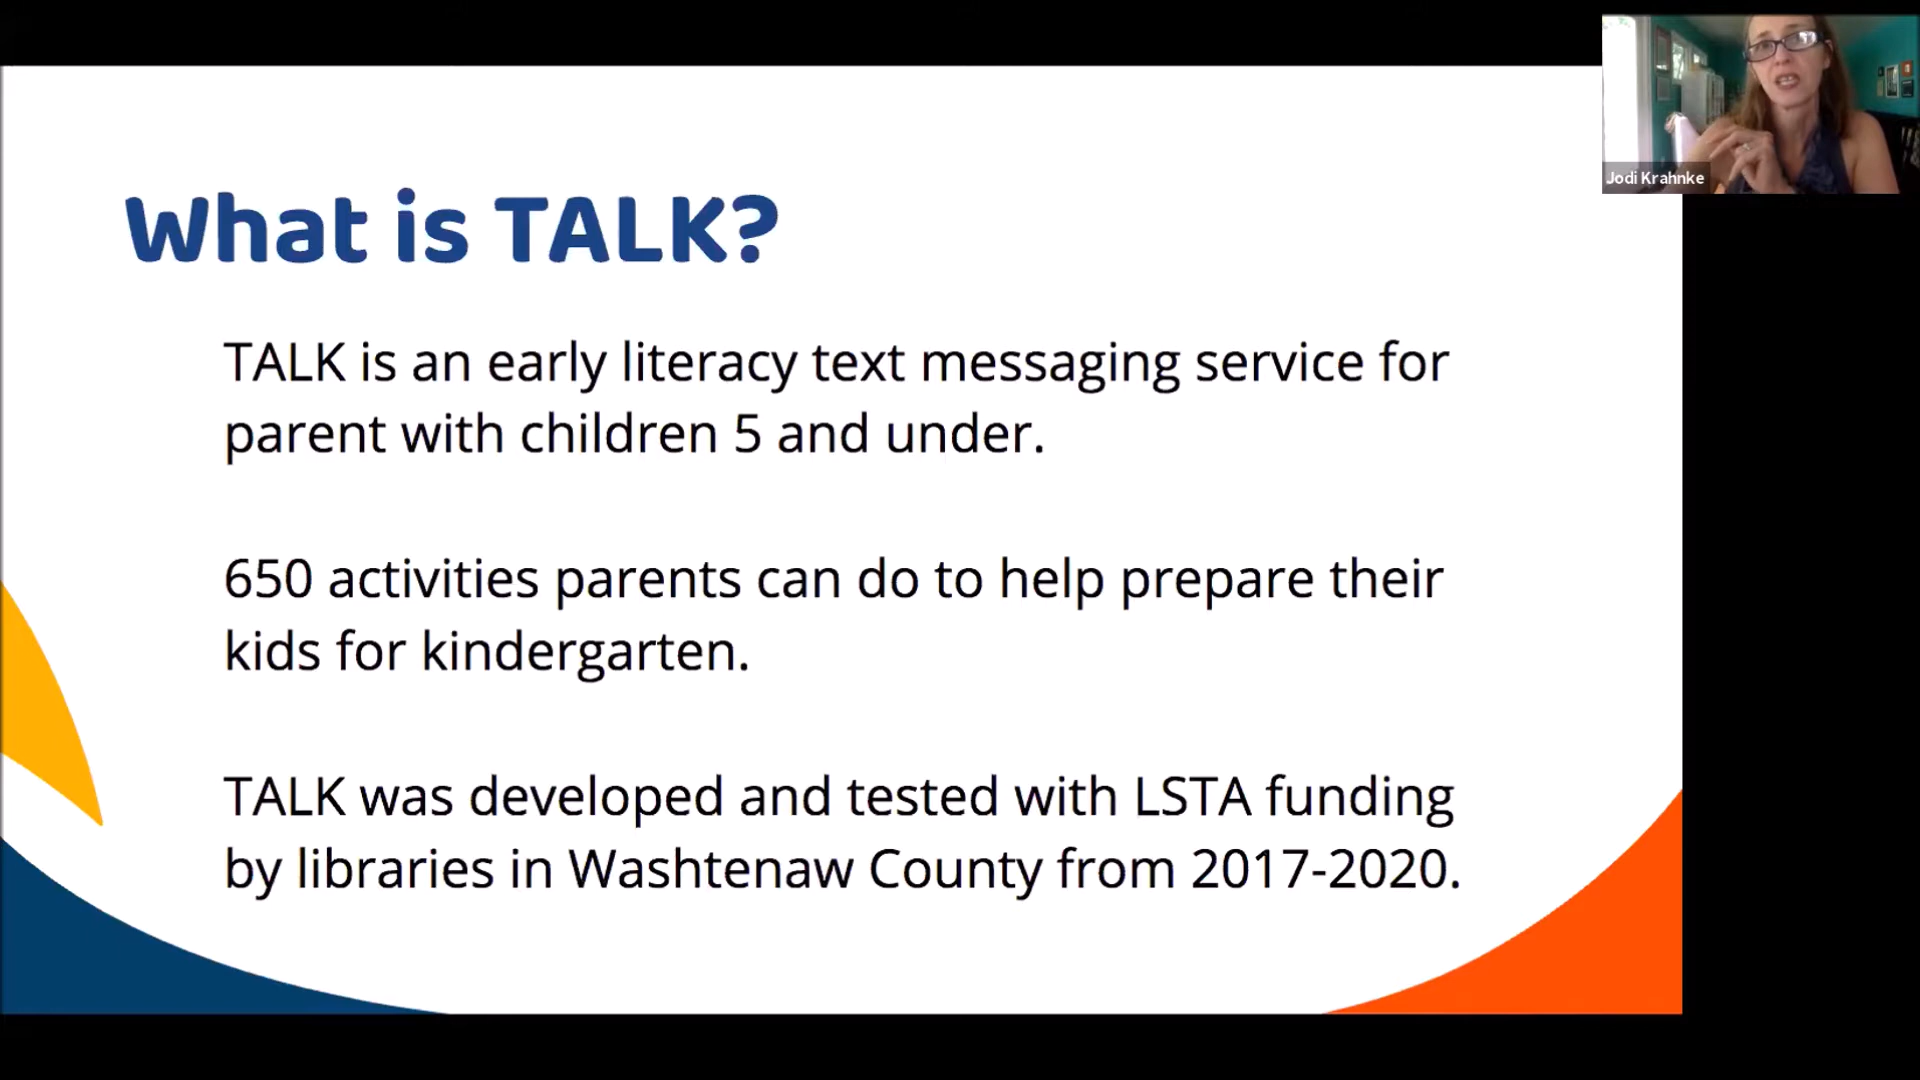 Jodi Krahnke
What is TALK?
TALK is an early literacy text messaging service for
parent with children 5 and under.
650 activities parents can do to help prepare their
kids for kindergarten.
TALK was developed and tested with LSTA funding
by libraries in Washtenaw County from 2017-2020.